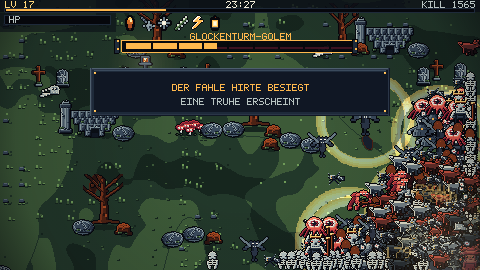 LV 17
23:27
KILL 1565
HP
GLOCKENTURM-GOLEM
DER FAHLE HIRTE BESIEGT
EINE TRUHE ERSCHEINT